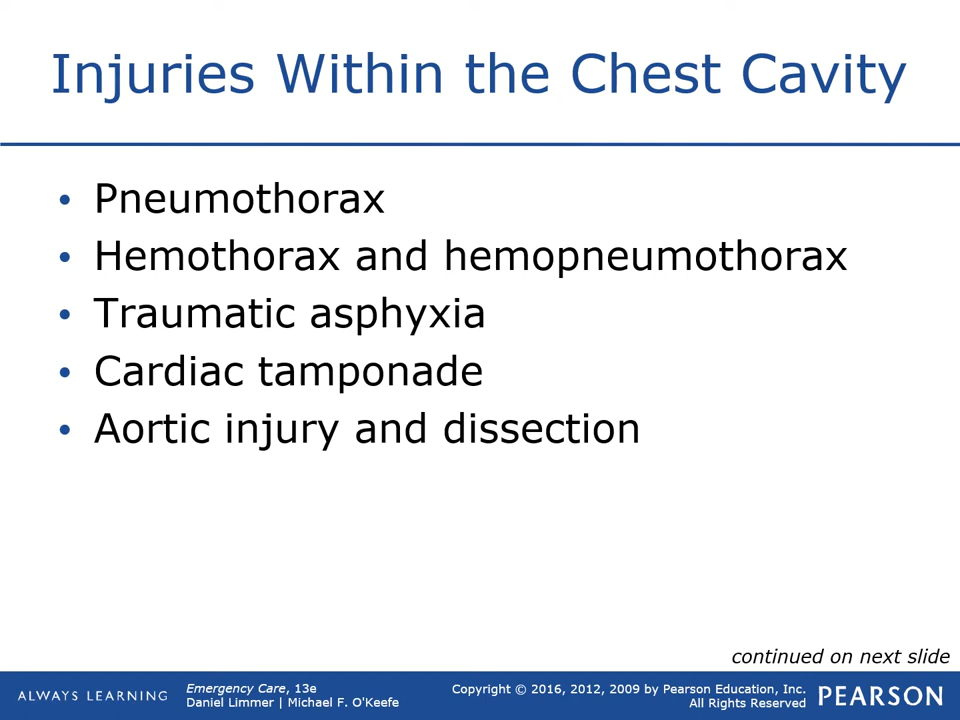 Injuries Within the Chest Cavity
• Pneumothorax
• Hemothorax and hemopneumothorax
• Traumatic asphyxia
• Cardiac tamponade
• Aortic injury and dissection
continued on next slide
ALWAYS LEARNING
Emergency Care, 13e
Daniel Limmer | Michael F. O'Keefe
Copyright © 2016, 2012, 2009 by Pearson Education, Inc.
All Rights Reserved
PEARSON